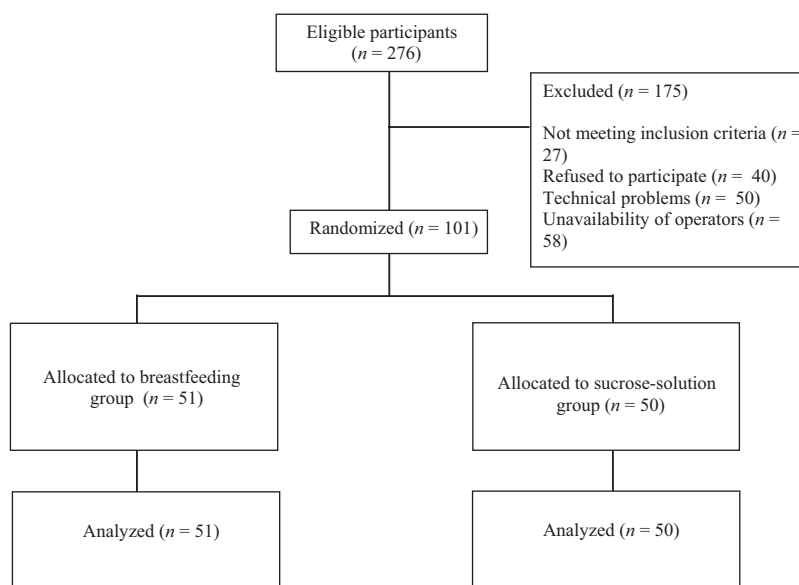 Eligible participants
(n = 276)
Excluded (n = 175)
Not meeting inclusion criteria (n =
27)
Refused to participate (n = 40)
Technical problems (n = 50)
Unavailability of operators (n =
58)
Randomized (n = 101)
Allocated to breastfeeding
group (n = 51)
Allocated to sucrose-solution
group (n = 50)
Analyzed (n = 51)
Analyzed (n = 50)